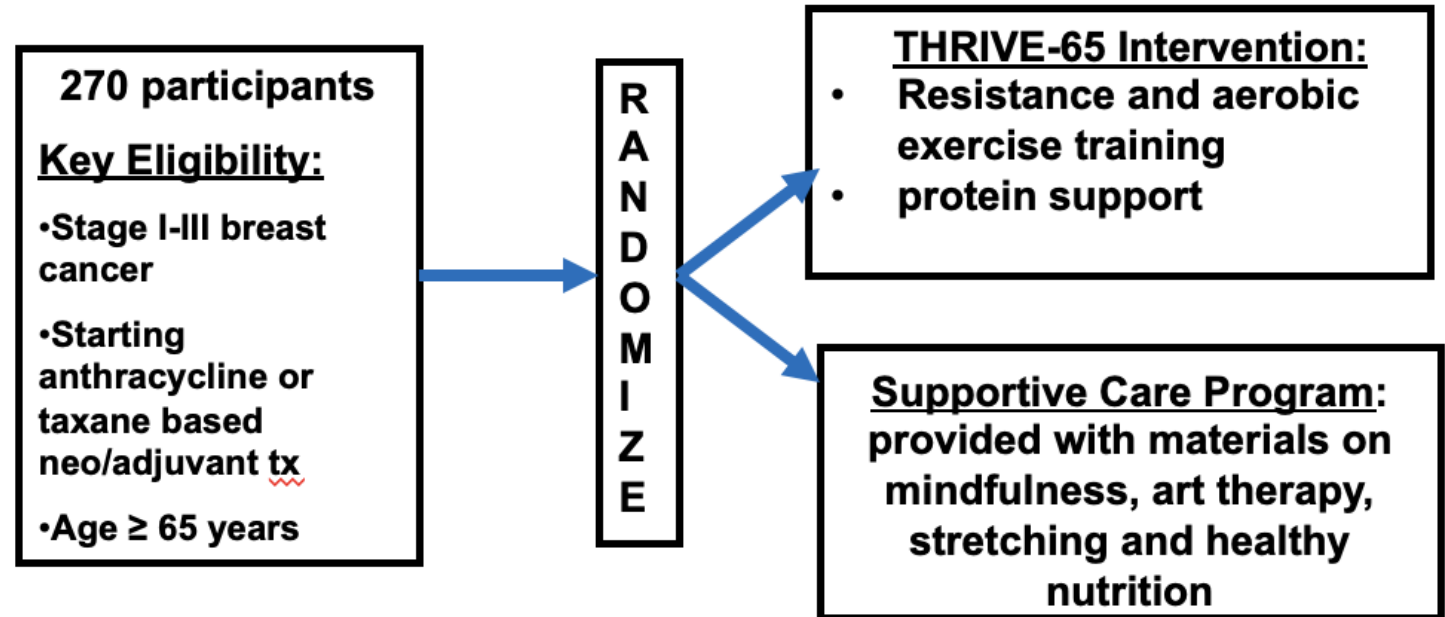 270 participants
Key Eligibility:
•Stage I-III breast
cancer
•Starting
anthracycline or
taxane based
neo/adjuvant tx
•Age ≥ 65 years
R
A
N
D
O
M
I
Z
E
THRIVE-65 Intervention:
• Resistance and aerobic
exercise training
• protein support
Supportive Care Program:
provided with materials on
mindfulness, art therapy,
stretching and healthy
nutrition